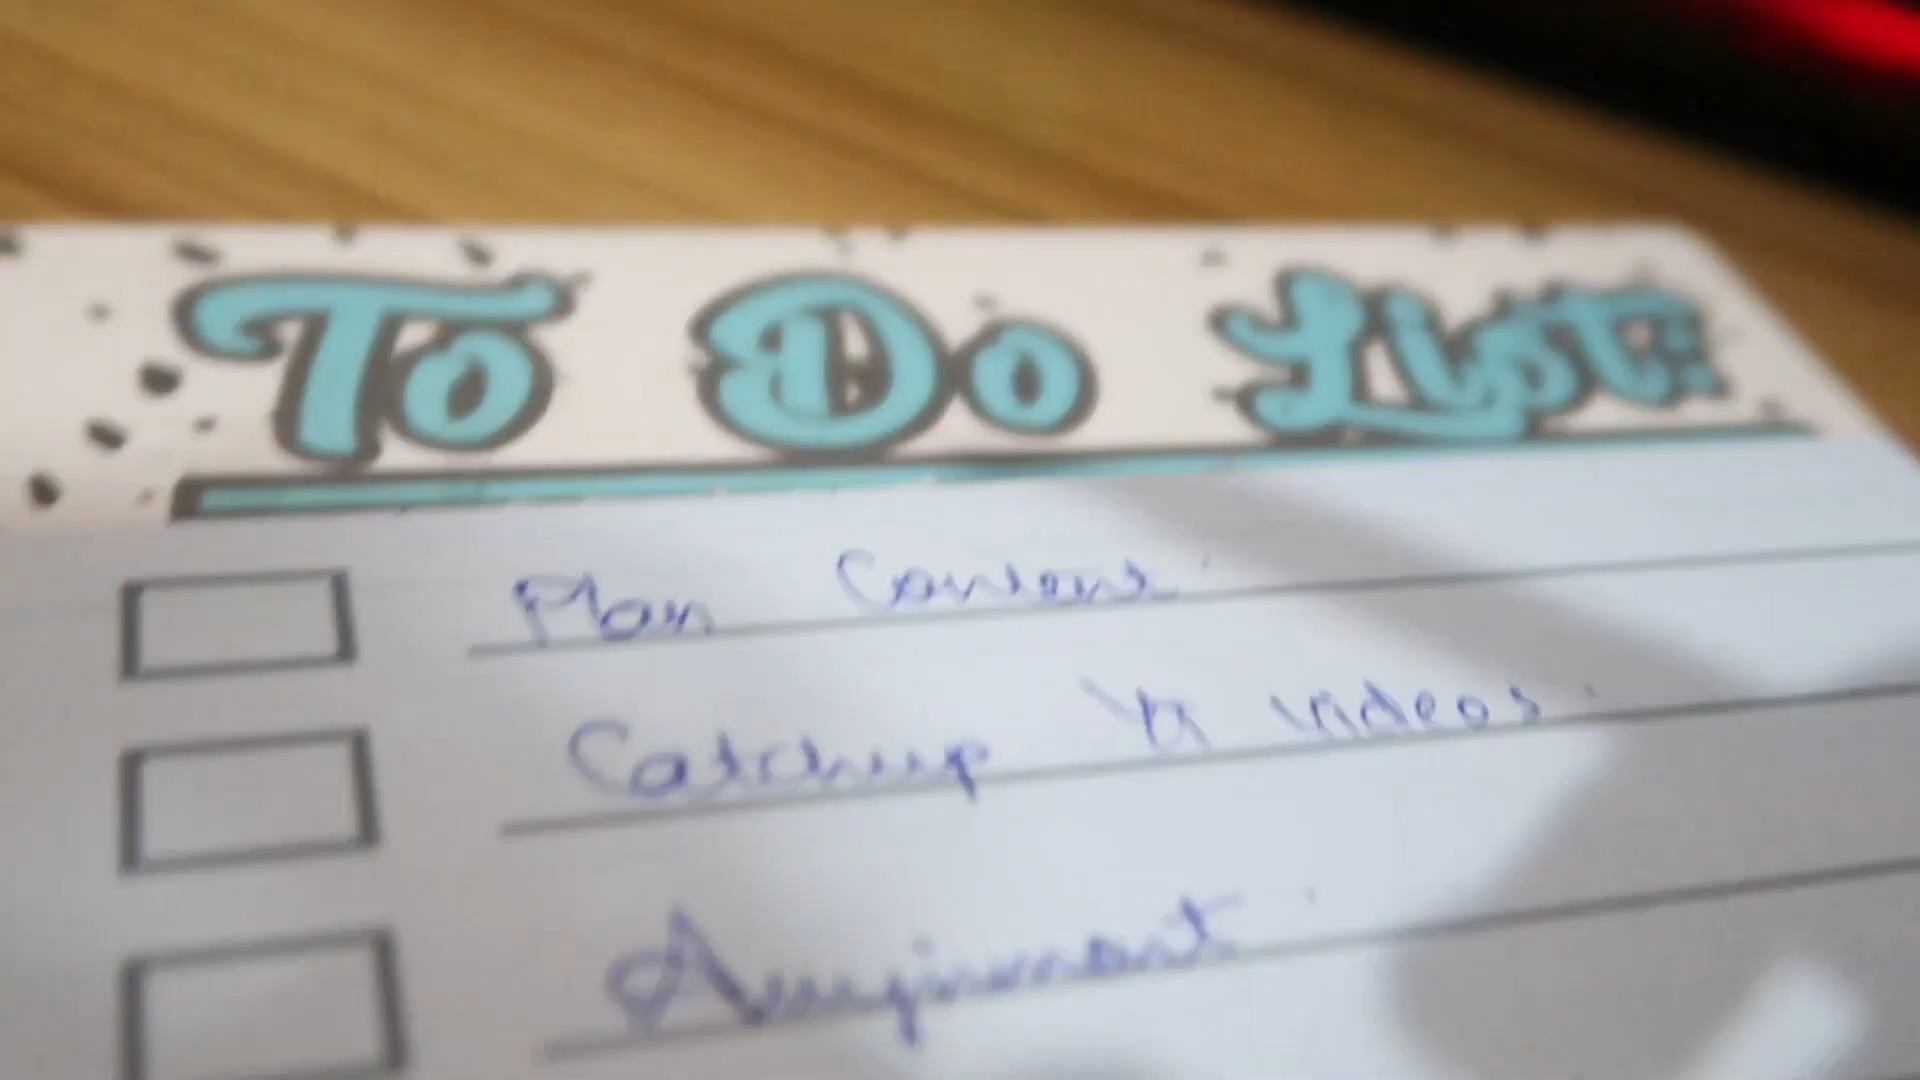 To Do List
Plan Content
Catchup Yt videos.
Assignment